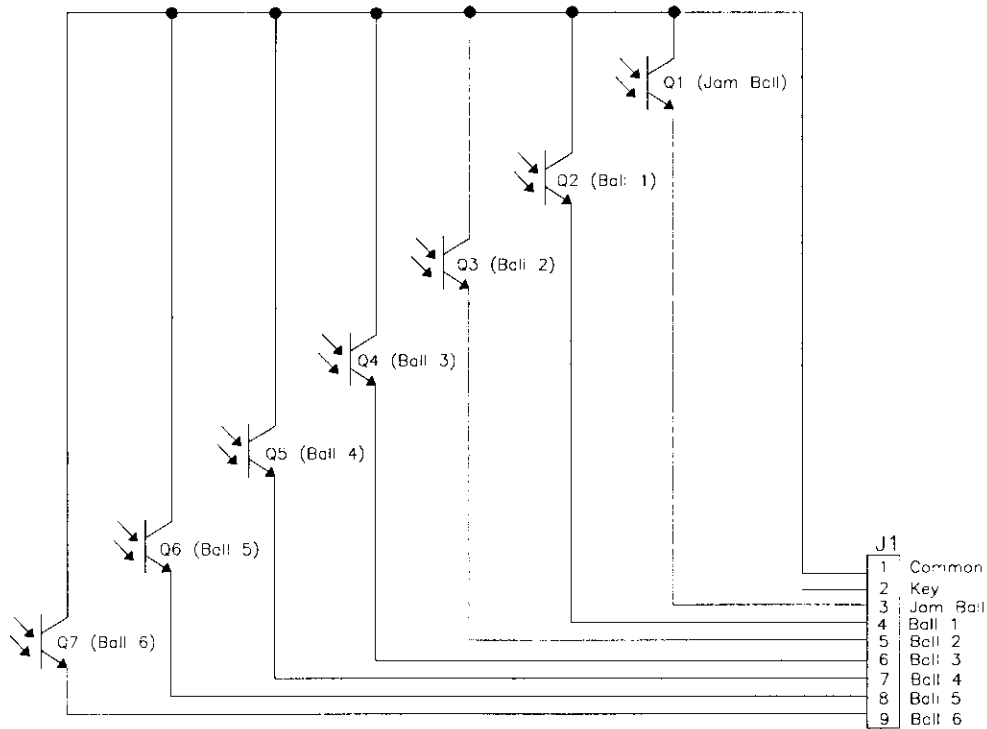 Q1 (Jam Ball)
Q2 (Ball 1)
Q3 (Ball 2)
Q4 (Ball 3)
Q5 (Ball 4)
Q6 (Ball 5)
Q7 (Ball 6)
J1
1 Common
2 Key
3 Jam Ball
4 Ball 1
5 Ball 2
6 Ball 3
7 Ball 4
8 Ball 5
9 Ball 6